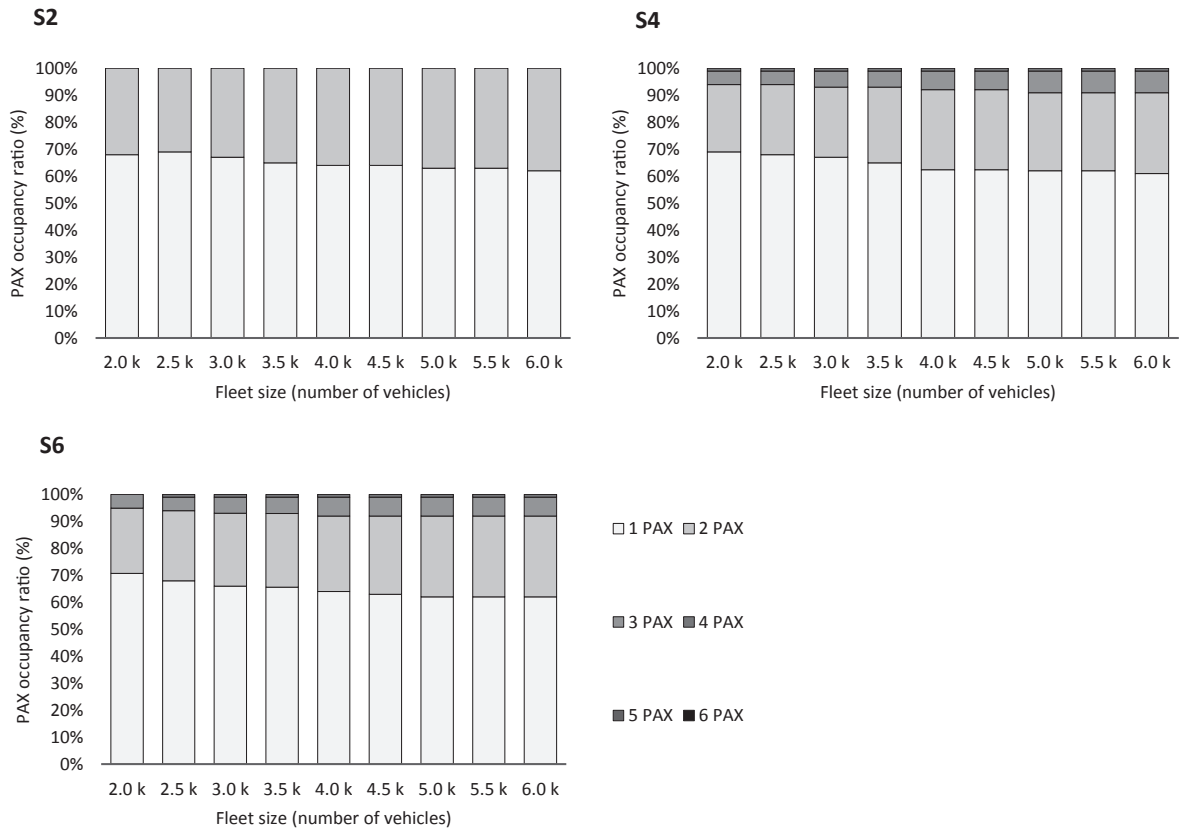 S2
PAX occupancy ratio (%)
100%
90%
80%
70%
60%
50%
40%
30%
20%
10%
0%
2.0 k 2.5 k 3.0 k 3.5 k 4.0 k 4.5 k 5.0 k 5.5 k 6.0 k
Fleet size (number of vehicles)
S4
PAX occupancy ratio (%)
100%
90%
80%
70%
60%
50%
40%
30%
20%
10%
0%
2.0 k 2.5 k 3.0 k 3.5 k 4.0 k 4.5 k 5.0 k 5.5 k 6.0 k
Fleet size (number of vehicles)
S6
PAX occupancy ratio (%)
100%
90%
80%
70%
60%
50%
40%
30%
20%
10%
0%
2.0 k 2.5 k 3.0 k 3.5 k 4.0 k 4.5 k 5.0 k 5.5 k 6.0 k
Fleet size (number of vehicles)
1 PAX 2 PAX
3 PAX 4 PAX
5 PAX 6 PAX